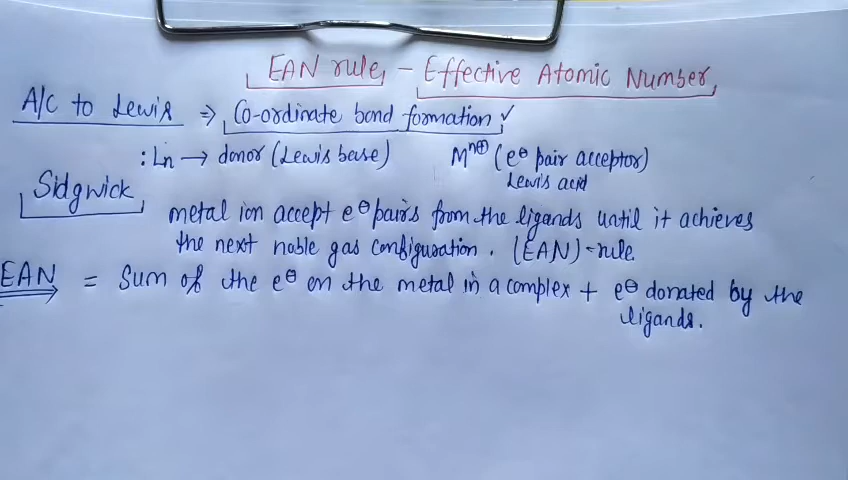 EAN rule, - Effective Atomic Number,
A/c to Lewis ⇒ Co-ordinate bond formation ✓
:Ln → donor (Lewis base) Mⁿ⊕ (e⊖ pair acceptor)
Lewis acid
Sidgwick,
metal ion accept e⊖ pairs from the ligands until it achieves
the next noble gas configuration. (EAN)-rule.
EAN = Sum of the e⊖ on the metal in a complex + e⊖ donated by the
ligands.